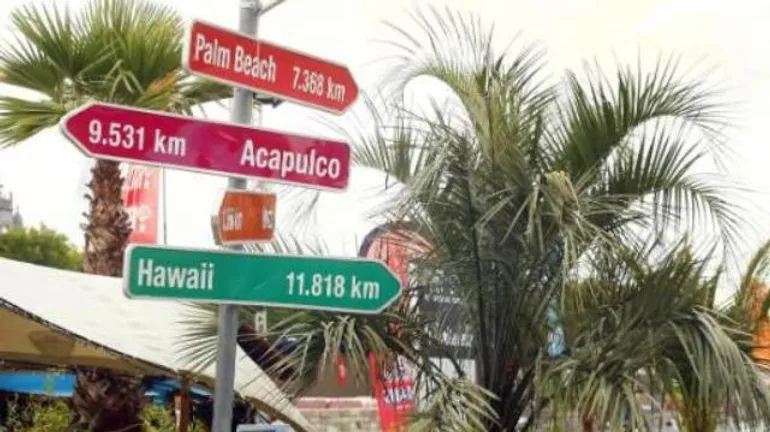 Palm Beach 7.368 km
9.531 km Acapulco
Hawaii 11.818 km